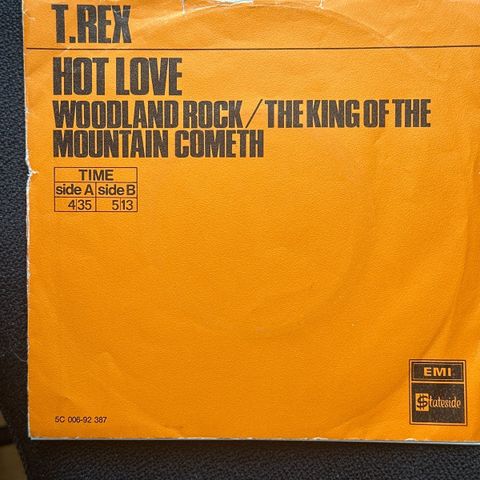 T.REX
HOT LOVE
WOODLAND ROCK/THE KING OF THE
MOUNTAIN COMETH
TIME
side A side B
4 35 5 13
EMI
Stateside
5C 006-92 387